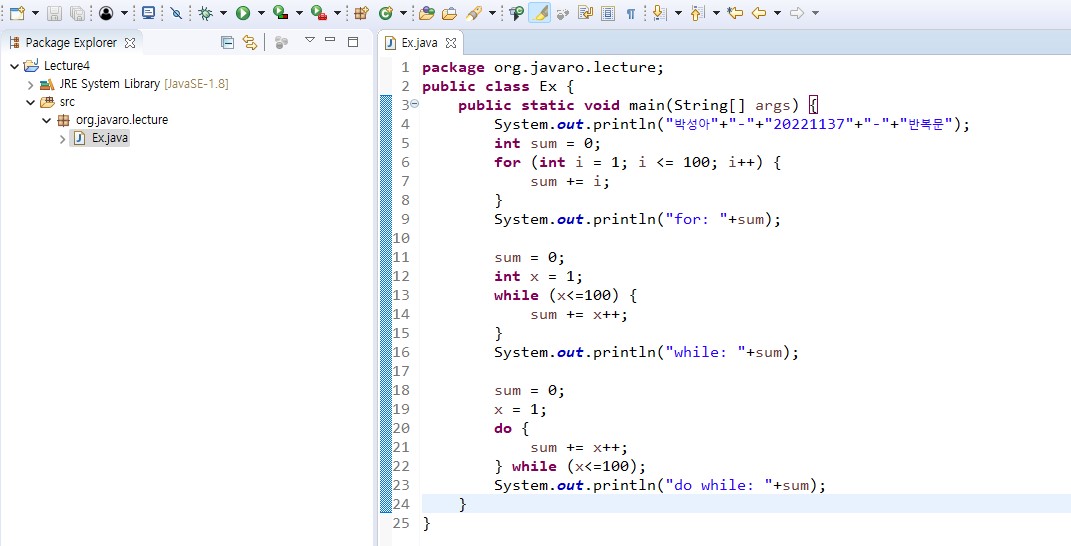 Package Explorer
Lecture4
JRE System Library [JavaSE-1.8]
src
org.javaro.lecture
Ex.java
Ex.java
1 package org.javaro.lecture;
2 public class Ex {
3 public static void main(String[] args) {
4 System.out.println("박성아"+"-"+"20221137"+"-"+"반복문");
5 int sum = 0;
6 for (int i = 1; i <= 100; i++) {
7 sum += i;
8 }
9 System.out.println("for: "+sum);
10
11 sum = 0;
12 int x = 1;
13 while (x<=100) {
14 sum += x++;
15 }
16 System.out.println("while: "+sum);
17
18 sum = 0;
19 x = 1;
20 do {
21 sum += x++;
22 } while (x<=100);
23 System.out.println("do while: "+sum);
24 }
25 }